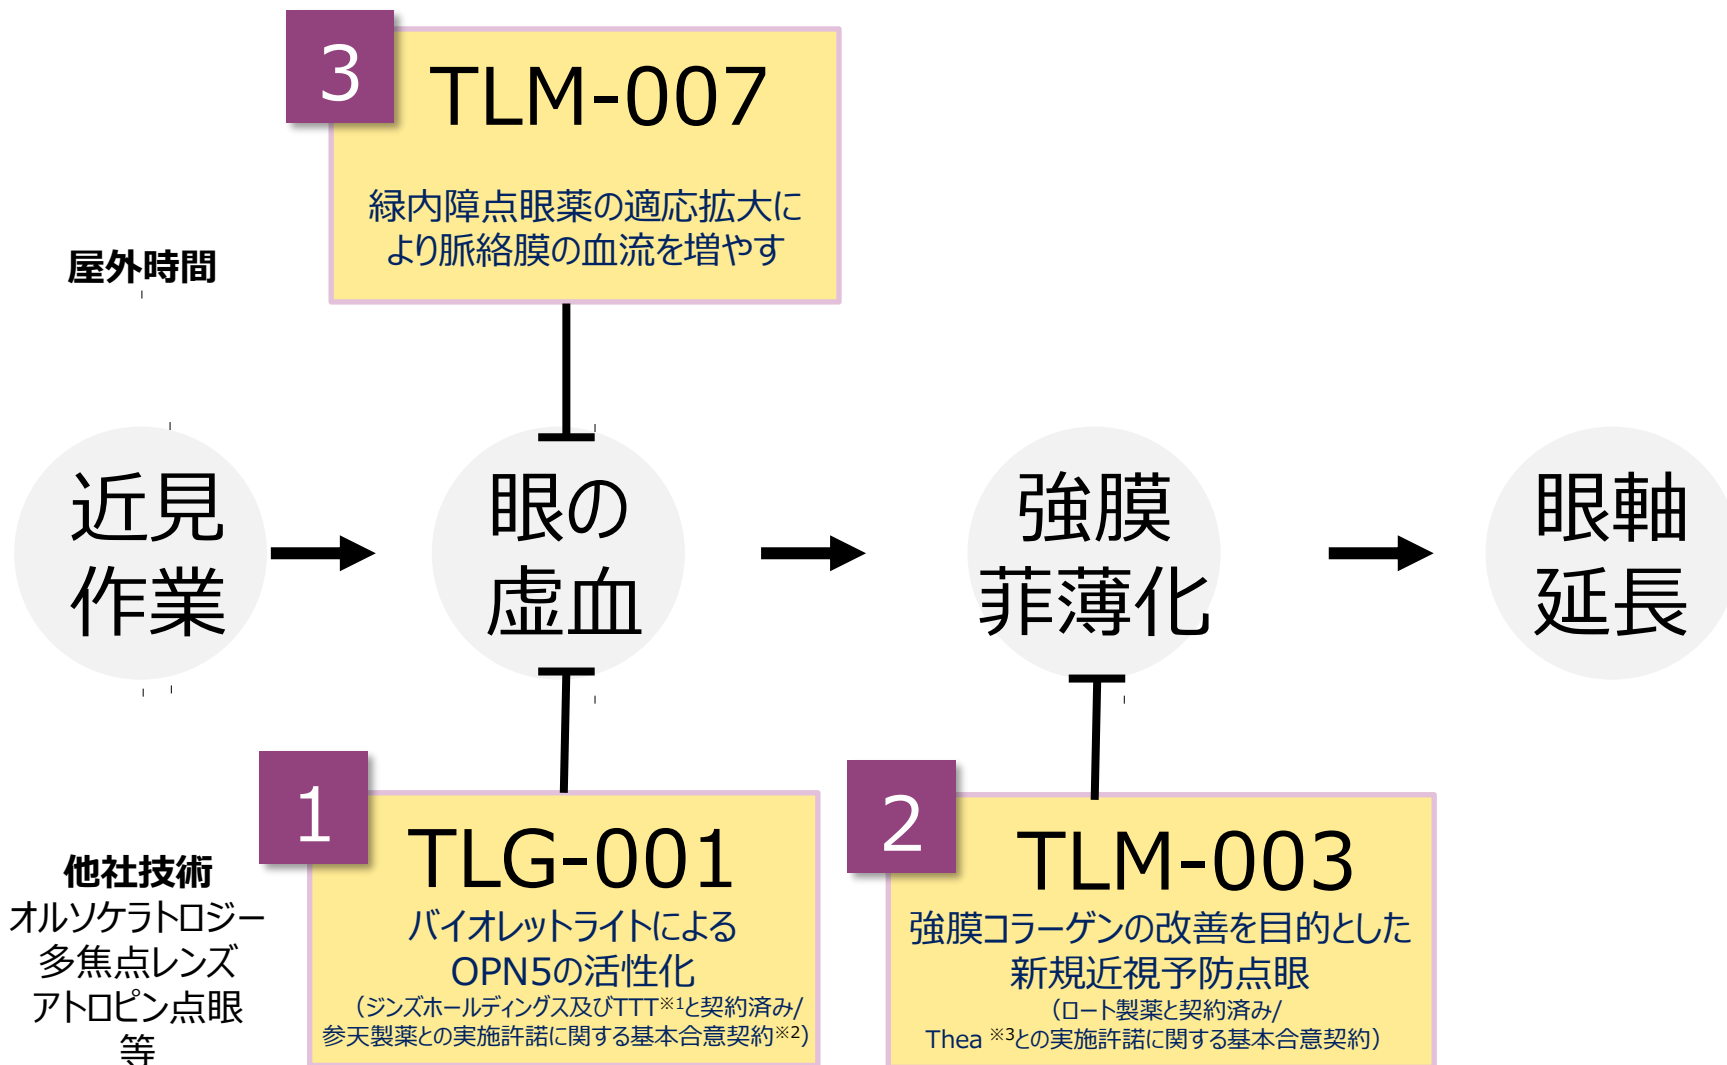 3
TLM-007
緑内障点眼薬の適応拡大に
より脈絡膜の血流を増やす
屋外時間
近見
作業
眼の
虚血
強膜
菲薄化
眼軸
延長
1
TLG-001
バイオレットライトによる
OPN5の活性化
（ジンズホールディングス及びTTT※1と契約済み/
参天製薬との実施許諾に関する基本合意契約※2）
2
TLM-003
強膜コラーゲンの改善を目的とした
新規近視予防点眼
（ロート製薬と契約済み/
Thea ※3との実施許諾に関する基本合意契約）
他社技術
オルソケラトロジー
多焦点レンズ
アトロピン点眼
等